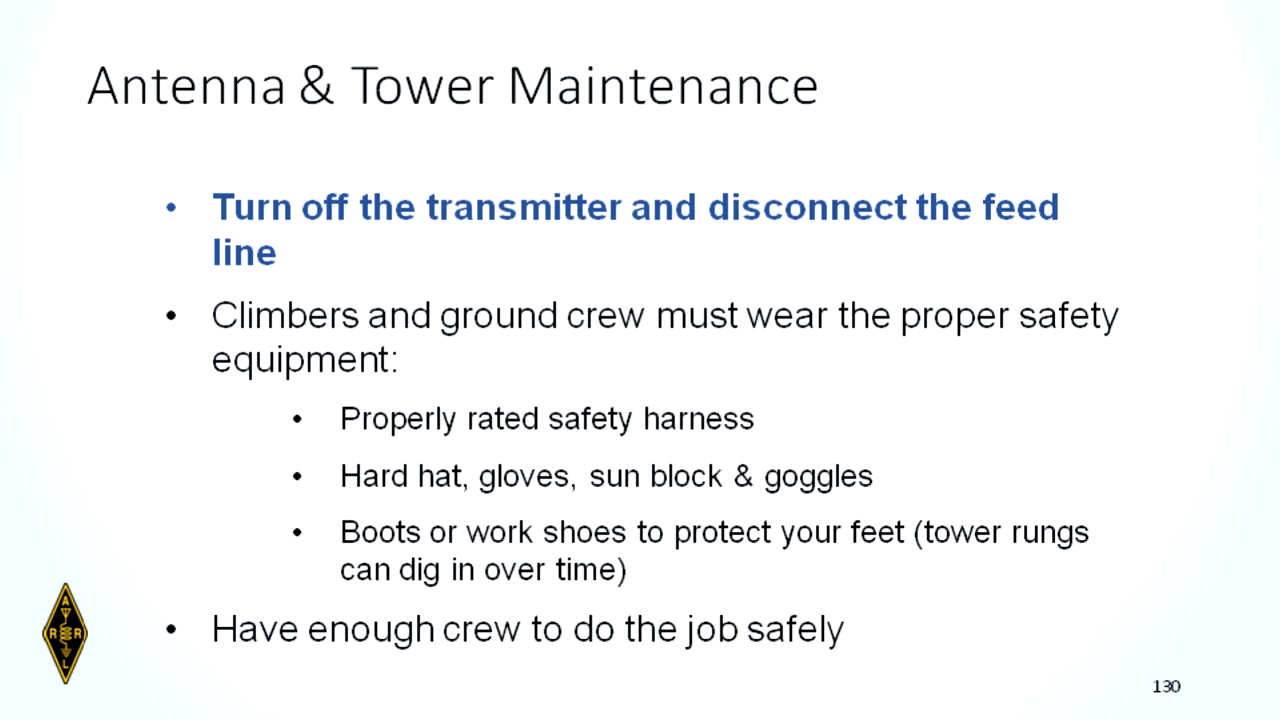 Antenna & Tower Maintenance
• Turn off the transmitter and disconnect the feed
line
• Climbers and ground crew must wear the proper safety
equipment:
• Properly rated safety harness
• Hard hat, gloves, sun block & goggles
• Boots or work shoes to protect your feet (tower rungs
can dig in over time)
• Have enough crew to do the job safely
A
R R
L
130